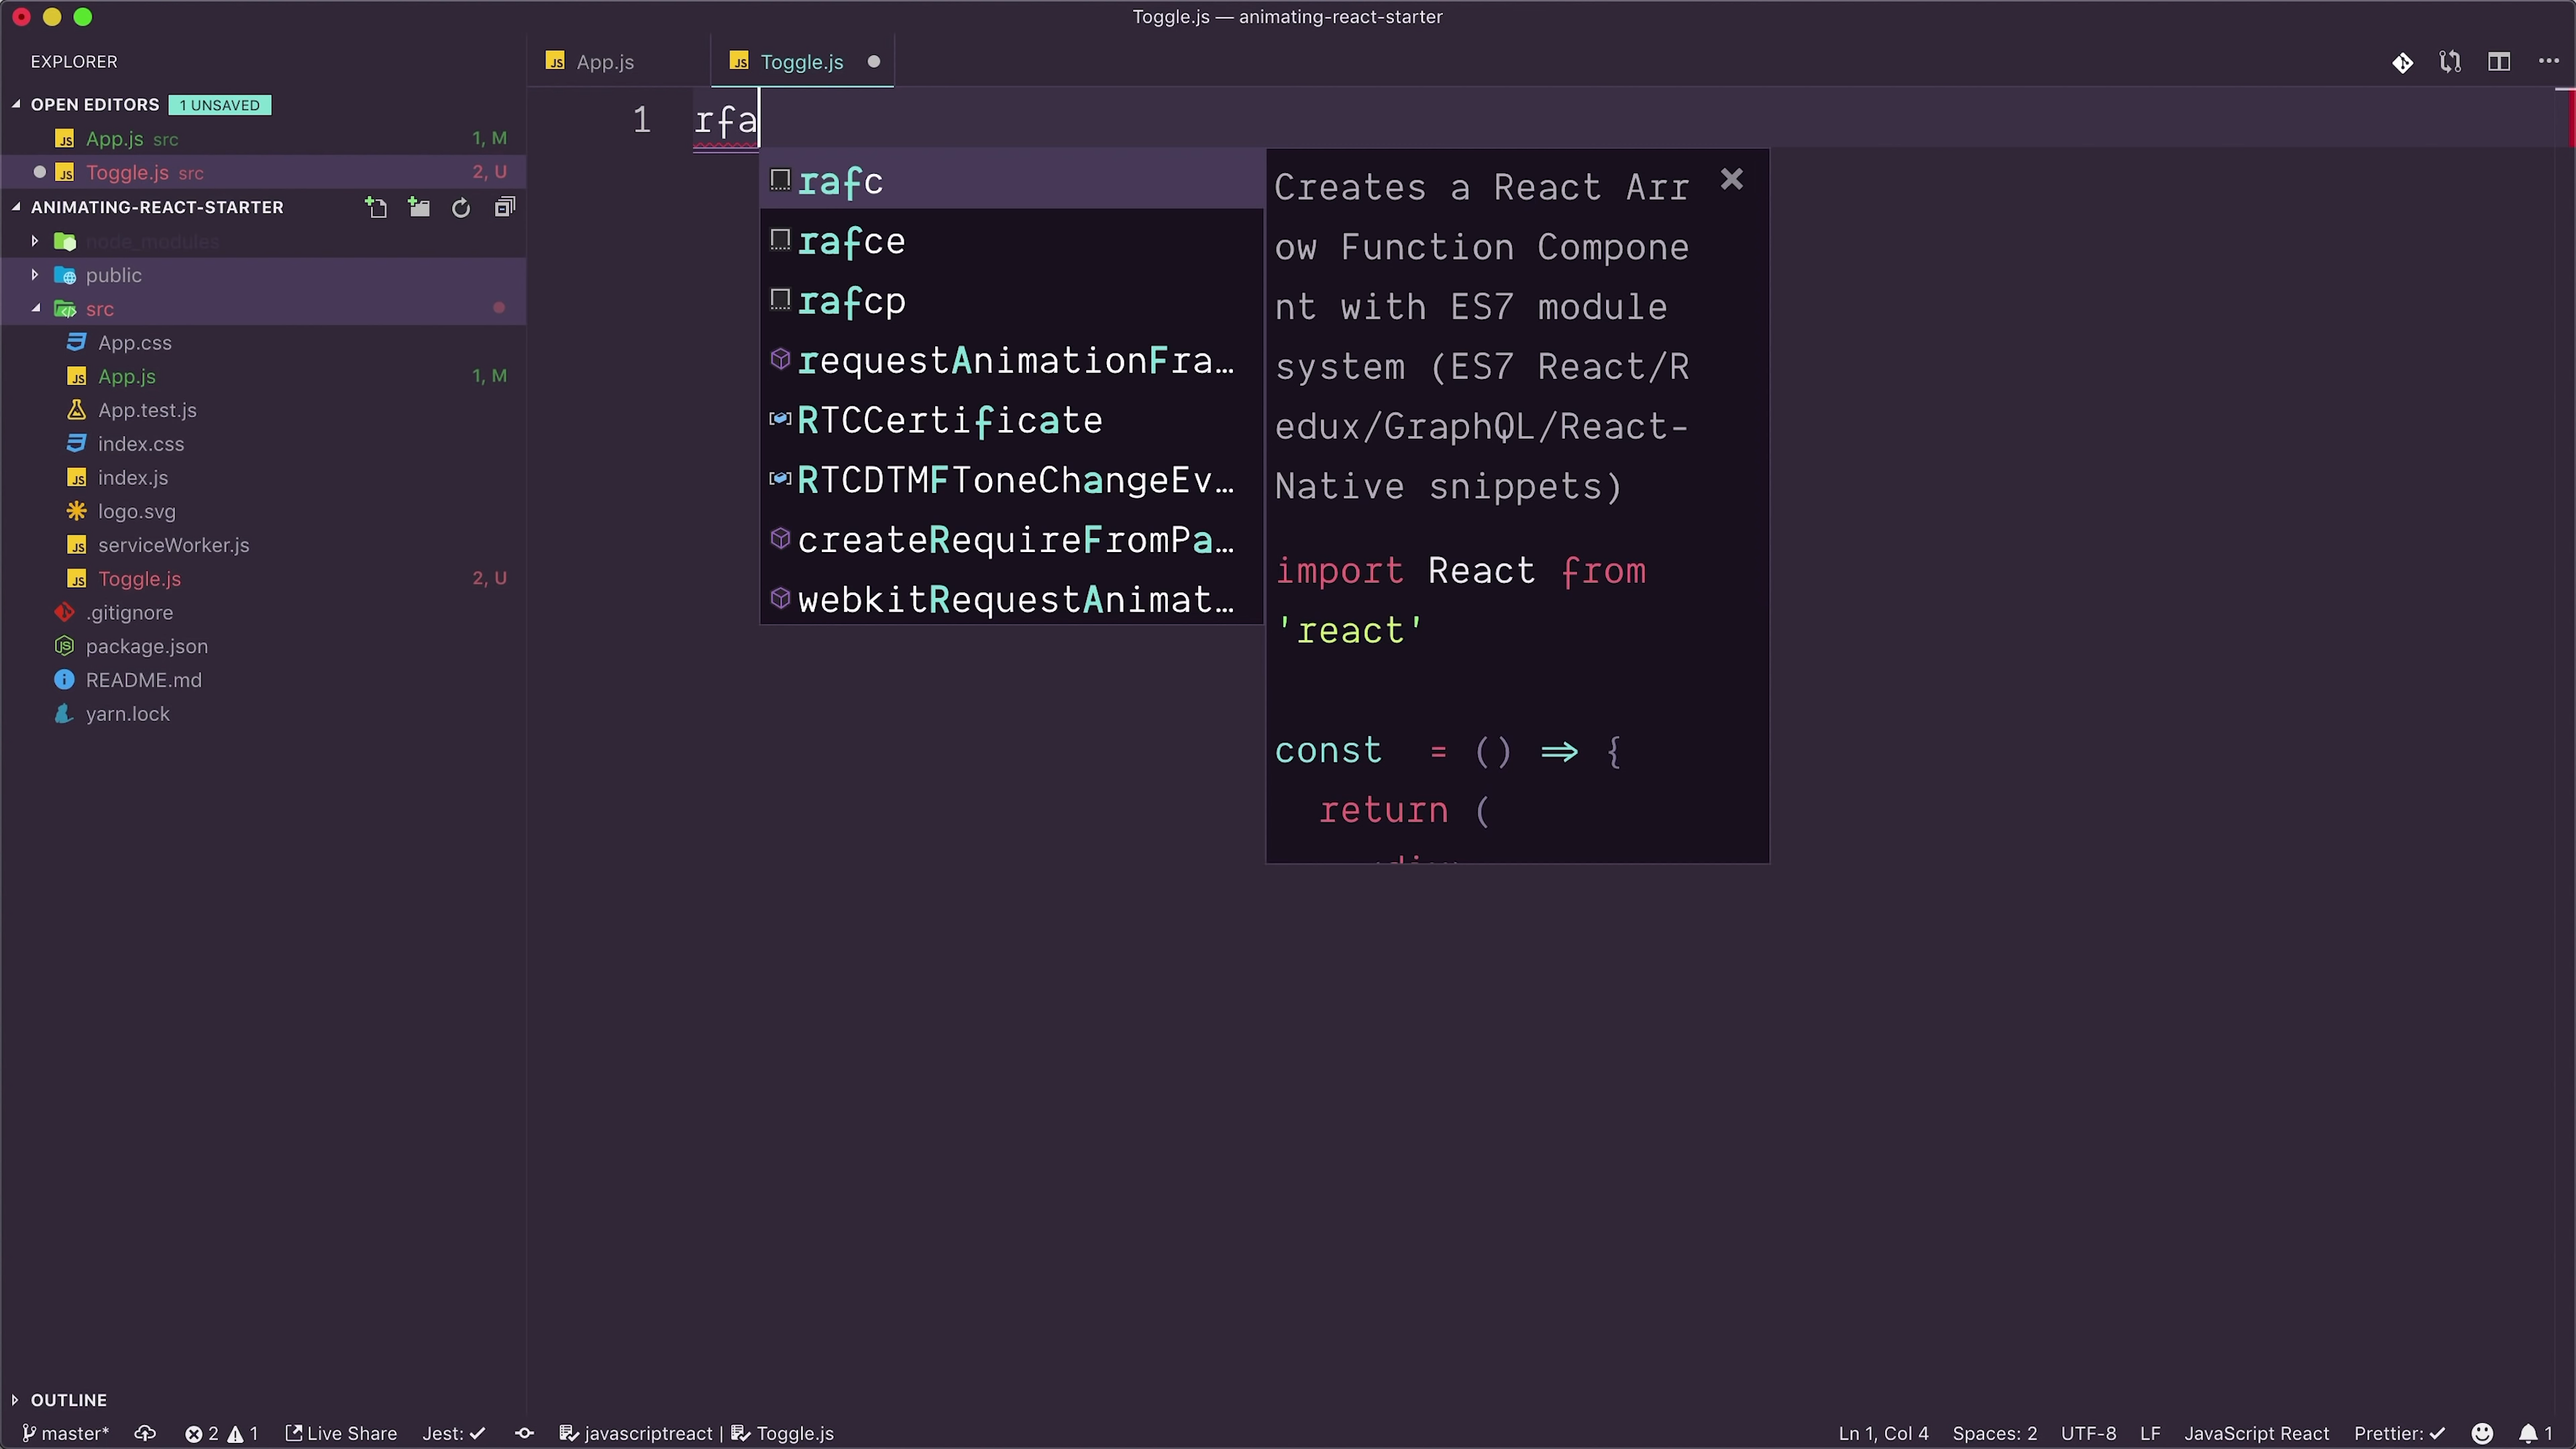 Toggle.js — animating-react-starter
EXPLORER
OPEN EDITORS 1 UNSAVED
App.js src 1, M
Toggle.js src 2, U
ANIMATING-REACT-STARTER
node_modules
public
src
App.css
App.js 1, M
App.test.js
index.css
index.js
logo.svg
serviceWorker.js
Toggle.js 2, U
.gitignore
package.json
README.md
yarn.lock
OUTLINE
App.js
Toggle.js
1 rfa
rafc
rafce
rafcp
requestAnimationFra…
RTCCertificate
RTCDTMFToneChangeEv…
createRequireFromPa…
webkitRequestAnimat…
Creates a React Arr
ow Function Compone
nt with ES7 module
system (ES7 React/R
edux/GraphQL/React-
Native snippets)
import React from
'react'
const = () => {
return (
master* 2 1 Live Share Jest: javascriptreact | Toggle.js
Ln 1, Col 4 Spaces: 2 UTF-8 LF JavaScript React Prettier: 1